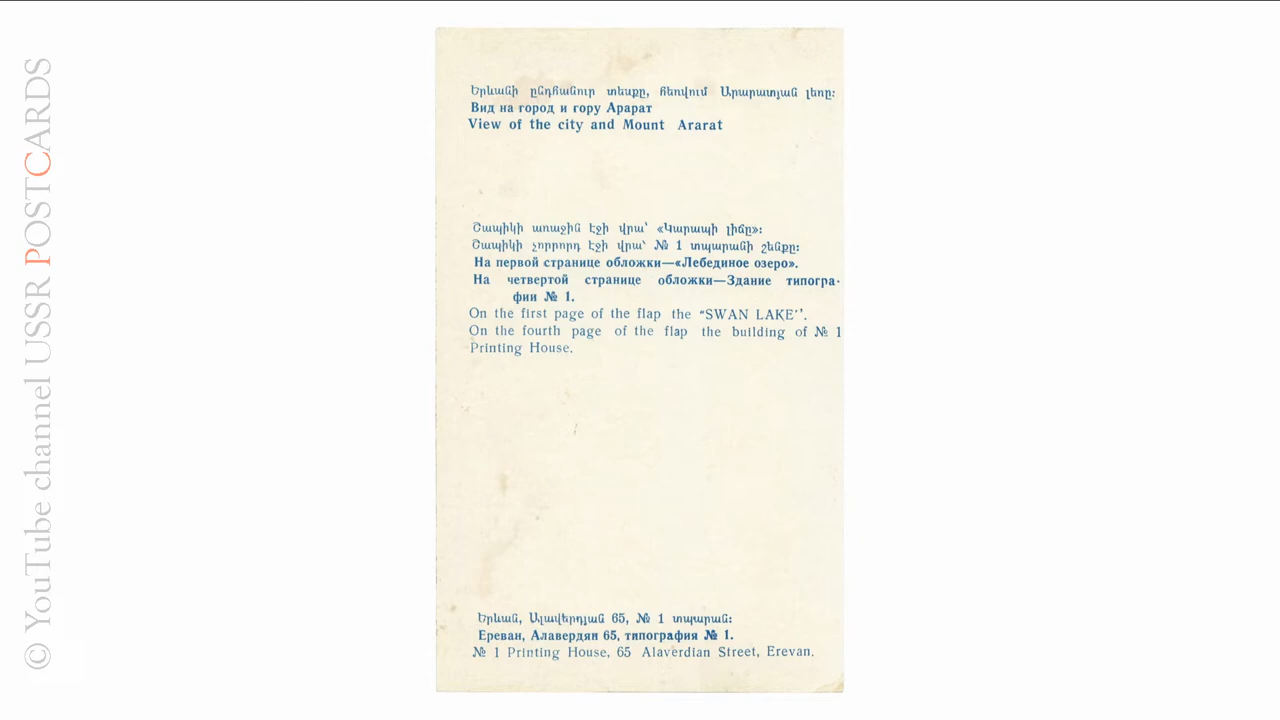 © YouTube channel USSR POSTCARDS
Երևանի ընդհանուր տեսքը, հեռվում Արարատյան լեռը:
Вид на город и гору Арарат
View of the city and Mount Ararat
Շապիկի առաջին էջի վրա՝ «Կարապի լիճը»:
Շապիկի չորրորդ էջի վրա՝ № 1 տպարանի շենքը:
На первой странице обложки—«Лебединое озеро».
На четвертой странице обложки—Здание типогра-
фии № 1.
On the first page of the flap the “SWAN LAKE’’.
On the fourth page of the flap the building of № 1
Printing House.
Երևան, Ալավերդյան 65, № 1 տպարան:
Ереван, Алавердян 65, типография № 1.
№ 1 Printing House, 65 Alaverdian Street, Erevan.